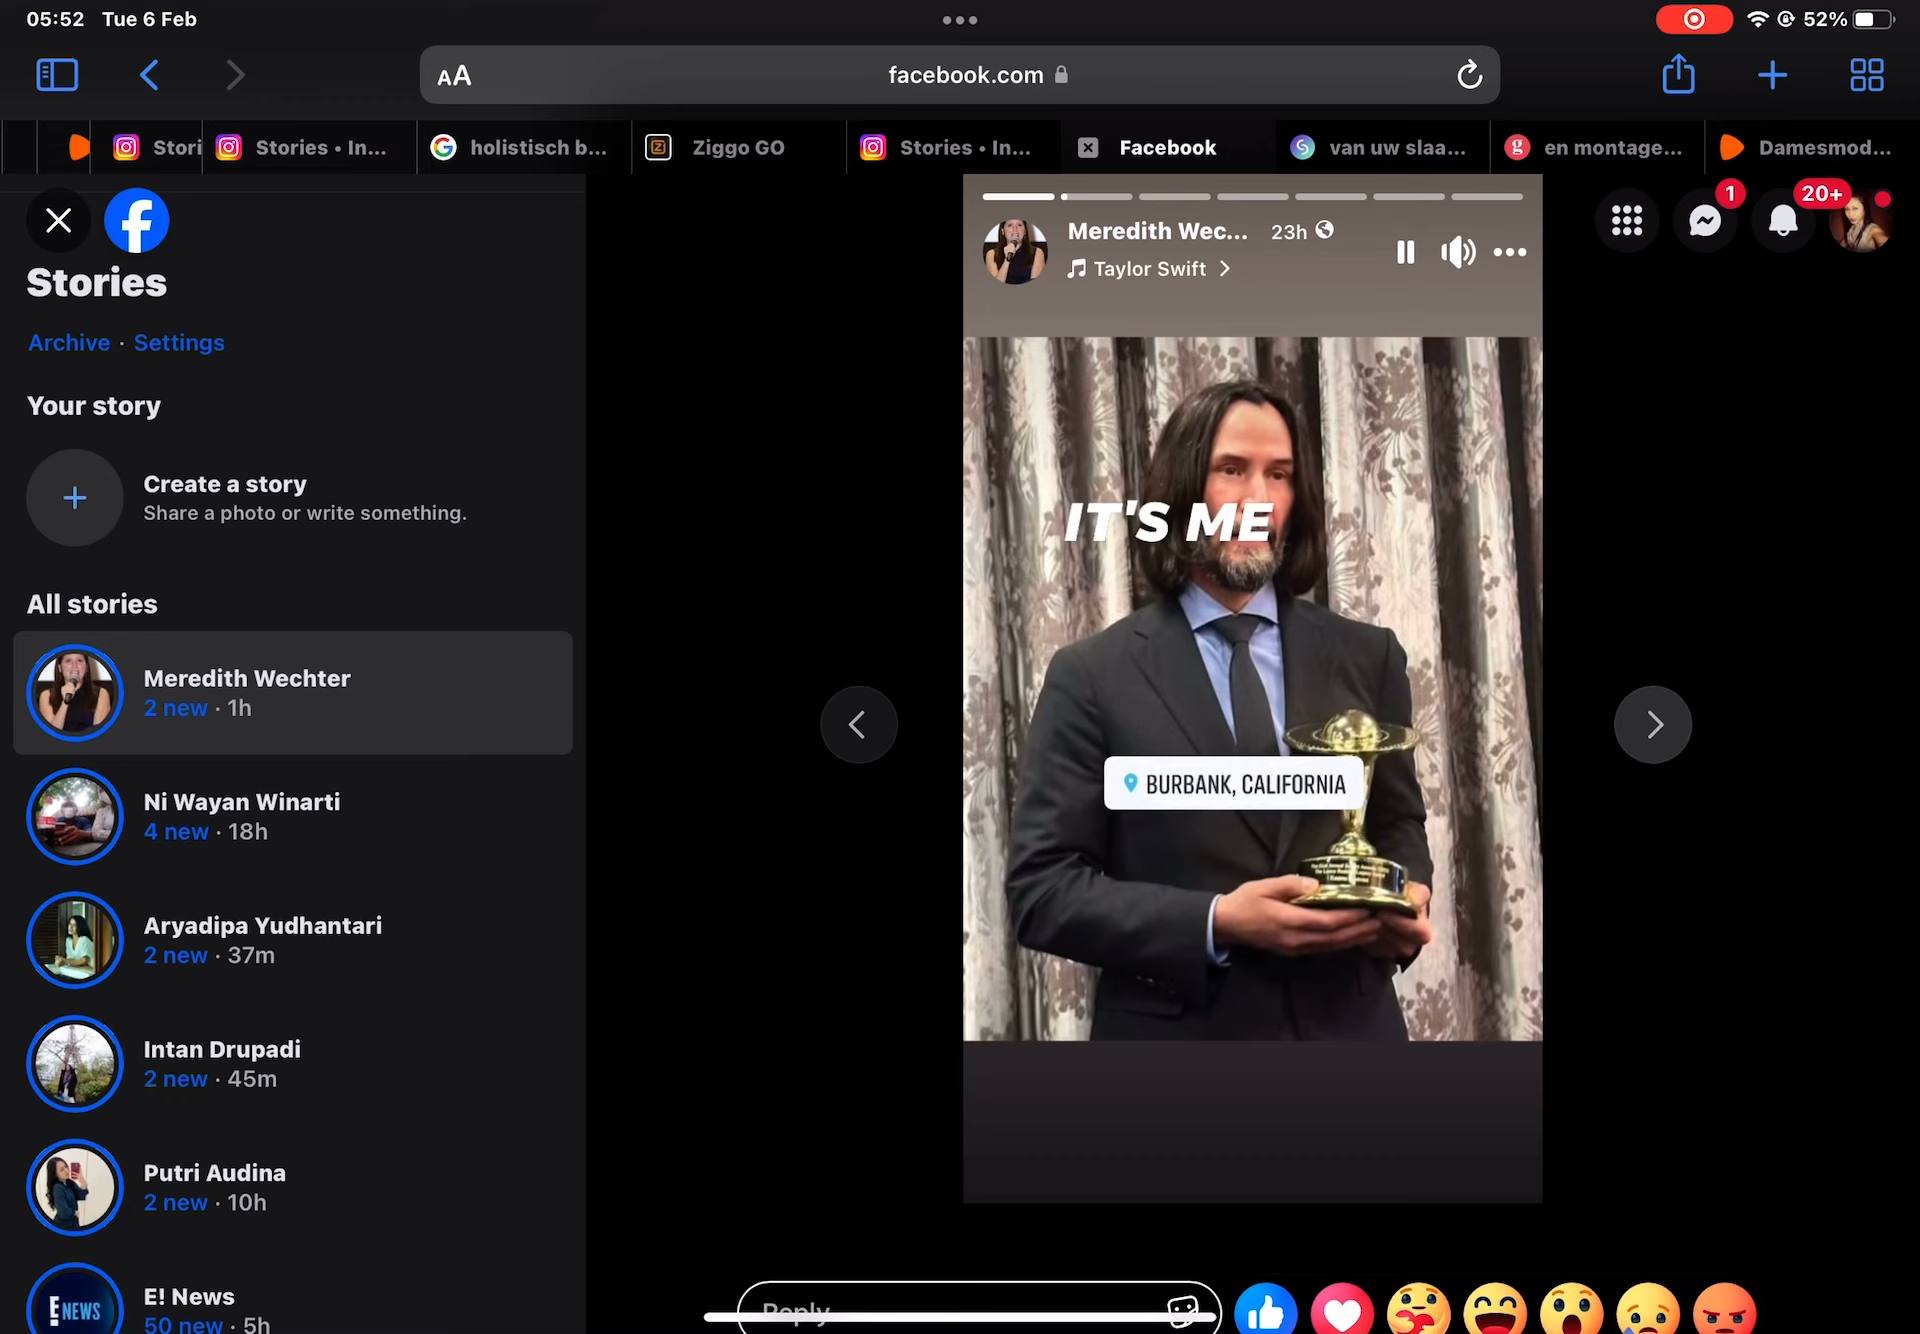 05:52 Tue 6 Feb
52%
AA
facebook.com
Stori
Stories • In...
holistisch b...
Ziggo GO
Stories • In...
Facebook
van uw slaa...
en montage...
Damesmod...
Stories
Archive · Settings
Your story
Create a story
Share a photo or write something.
All stories
Meredith Wechter
2 new · 1h
Ni Wayan Winarti
4 new · 18h
Aryadipa Yudhantari
2 new · 37m
Intan Drupadi
2 new · 45m
Putri Audina
2 new · 10h
E! News
50 new · 5h
E NEWS
Meredith Wec... 23h
Taylor Swift
IT'S ME
BURBANK, CALIFORNIA
1
20+
Reply